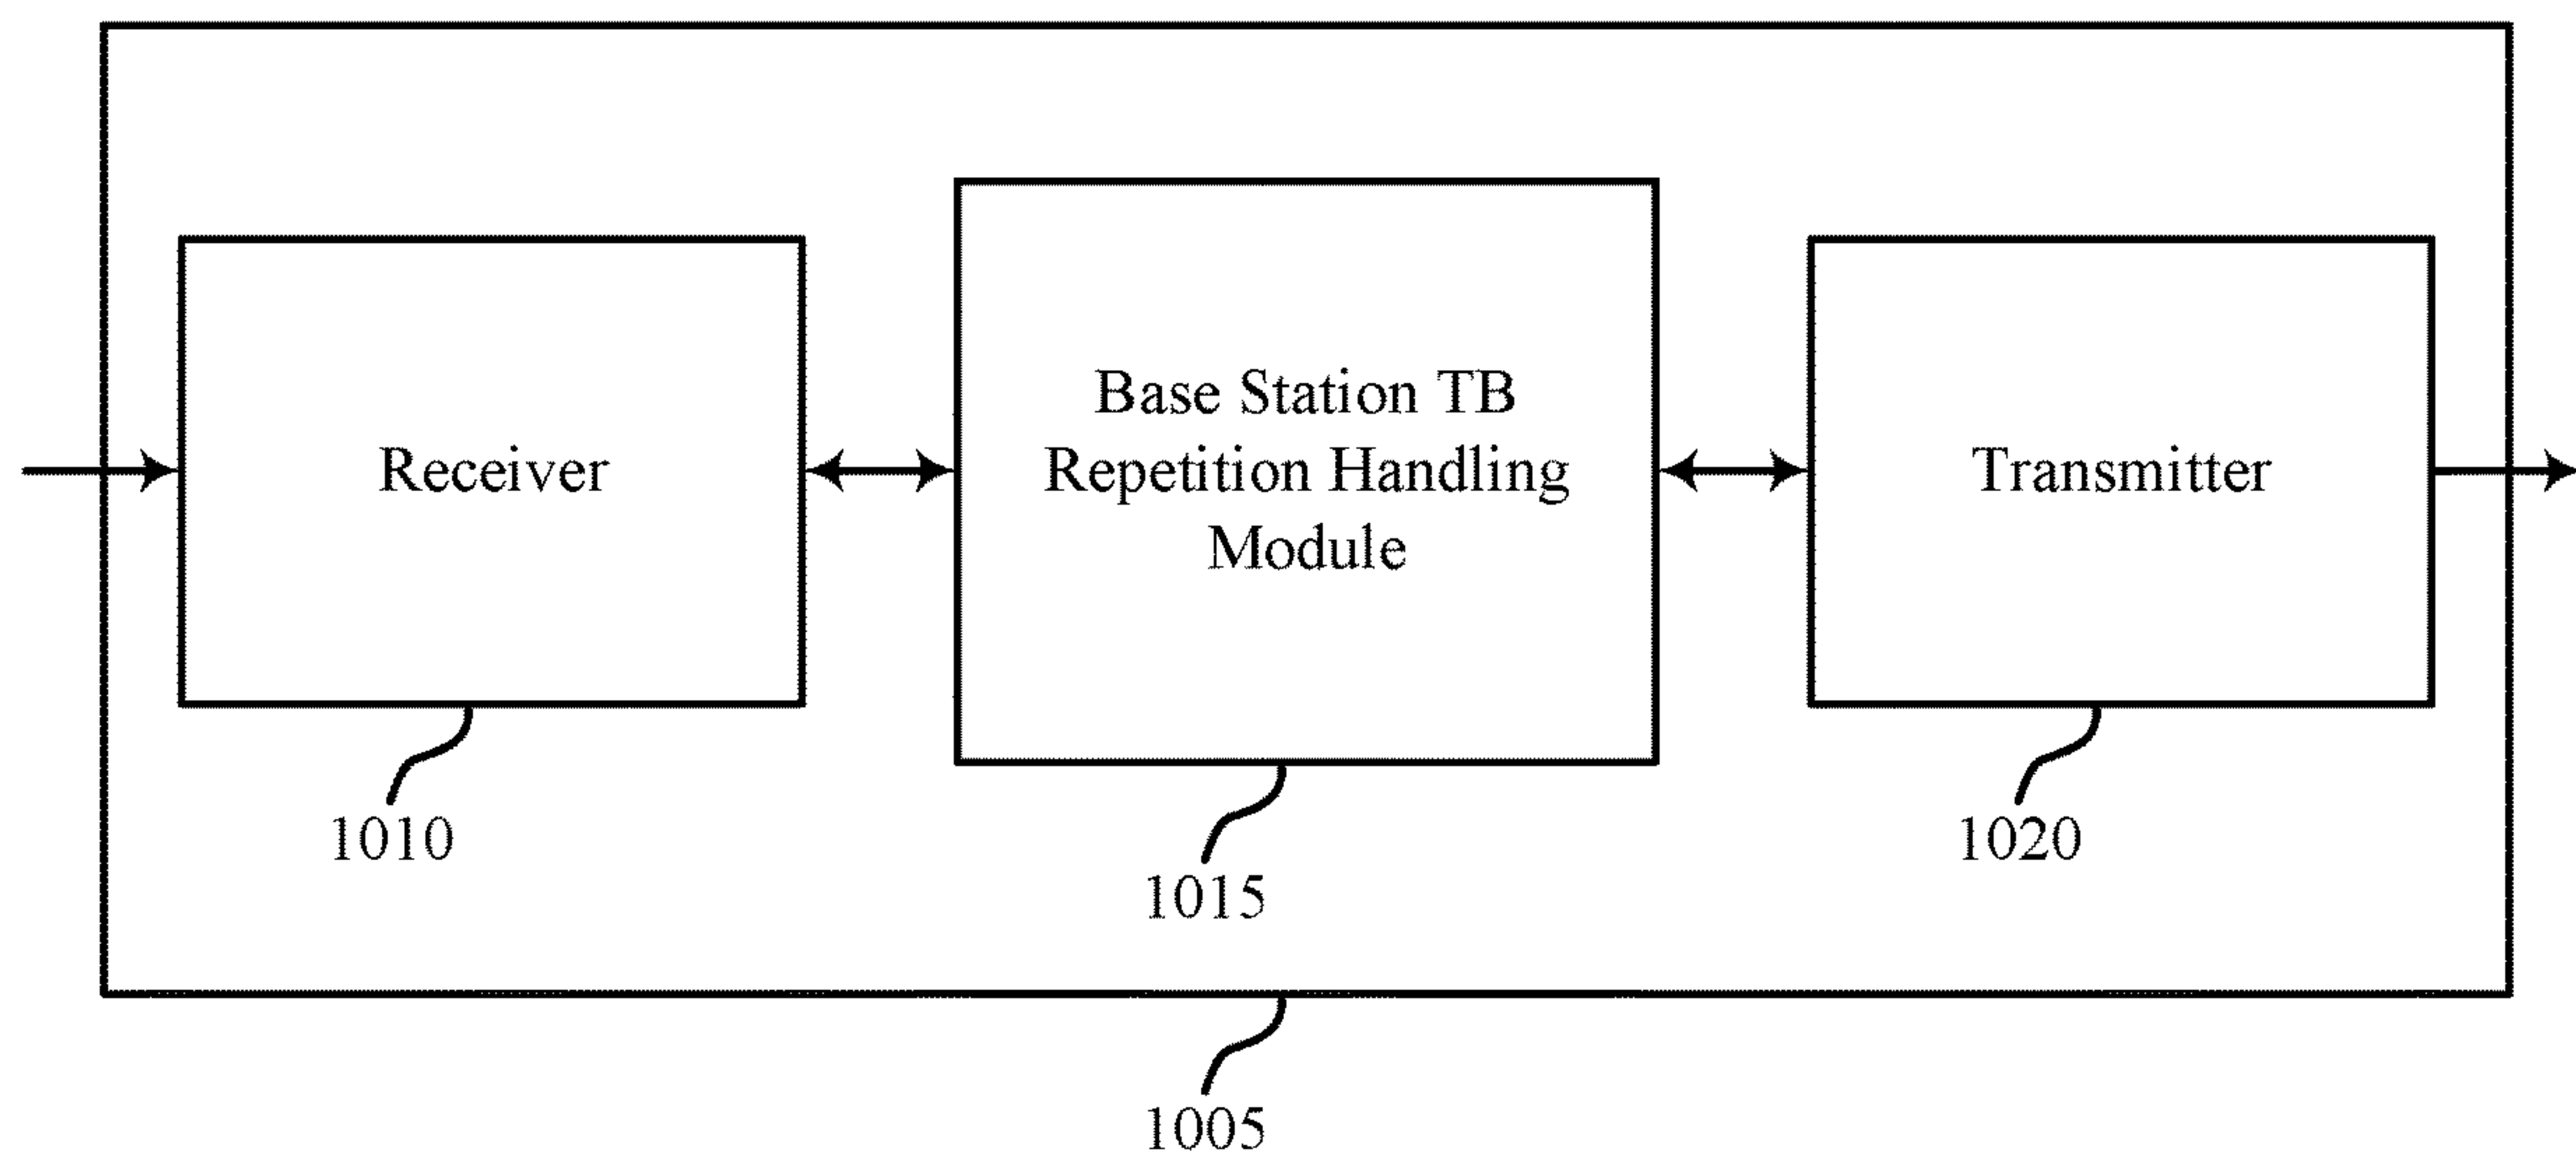 Receiver
Base Station TB
Repetition Handling
Module
Transmitter
1010
1015
1020
1005